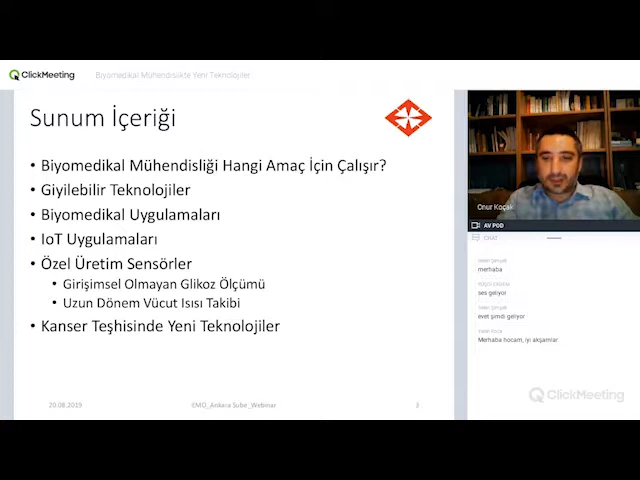 ClickMeeting
Biyomedikal Mühendislikte Yeni Teknolojiler
Sunum İçeriği
• Biyomedikal Mühendisliği Hangi Amaç İçin Çalışır?
• Giyilebilir Teknolojiler
• Biyomedikal Uygulamaları
• IoT Uygulamaları
• Özel Üretim Sensörler
• Girişimsel Olmayan Glikoz Ölçümü
• Uzun Dönem Vücut Isısı Takibi
• Kanser Teşhisinde Yeni Teknolojiler
20.08.2019
EMO_Ankara Şube_Webinar
3
Onur Koçak
AV POD
CHAT
merhaba
ses geliyor
evet şimdi geliyor
Merhaba hocam, iyi akşamlar
ClickMeeting